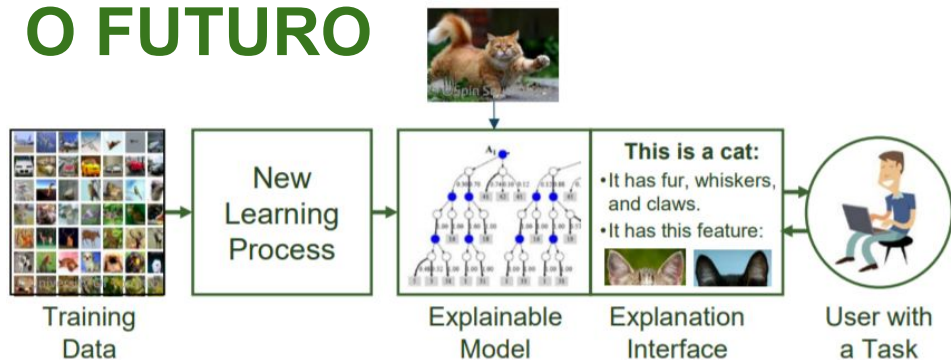 O FUTURO
New
Learning
Process
This is a cat:
•It has fur, whiskers,
and claws.
•It has this feature:
Training
Data
Explainable
Model
Explanation
Interface
User with
a Task